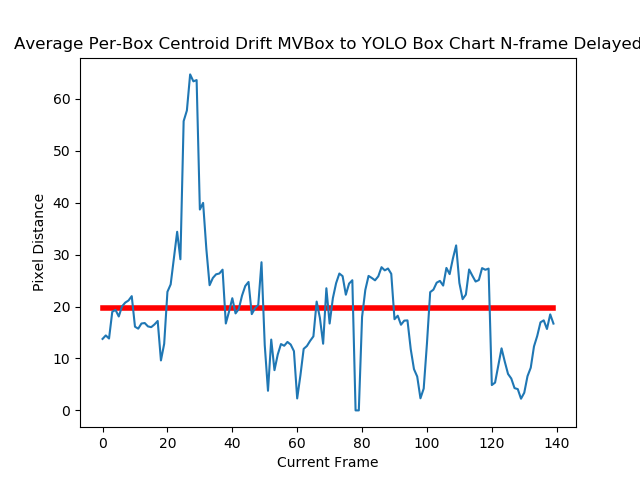 Average Per-Box Centroid Drift MVBox to YOLO Box Chart N-frame Delayed
60
50
40
30
20
10
0
Pixel Distance
0 20 40 60 80 100 120 140
Current Frame